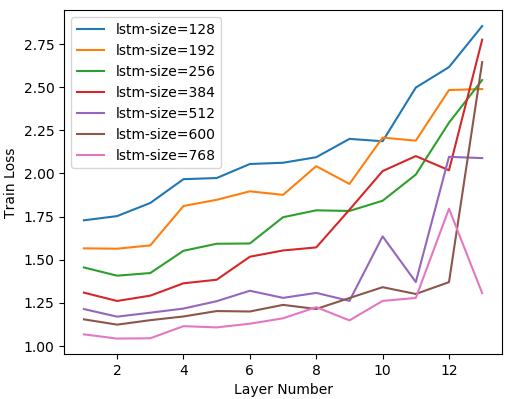 lstm-size=128
lstm-size=192
lstm-size=256
lstm-size=384
lstm-size=512
lstm-size=600
lstm-size=768
Train Loss
2.75
2.50
2.25
2.00
1.75
1.50
1.25
1.00
2 4 6 8 10 12
Layer Number